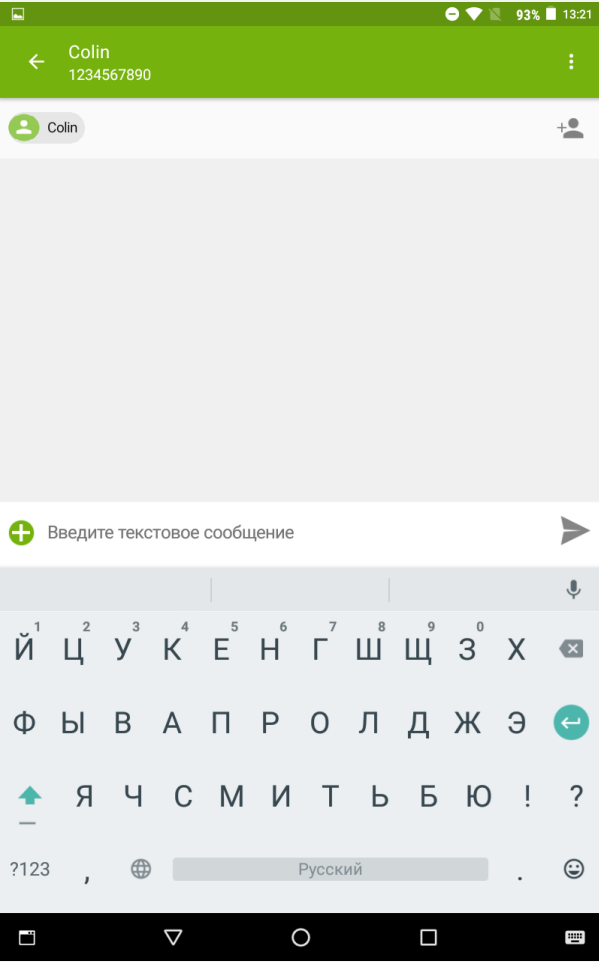 93% 13:21
Colin
1234567890
Colin
Введите текстовое сообщение
1 2 3 4 5 6 7 8 9 0
Й Ц У К Е Н Г Ш Щ З Х
Ф Ы В А П Р О Л Д Ж Э
Я Ч С М И Т Ь Б Ю ! ?
?123 , Русский .